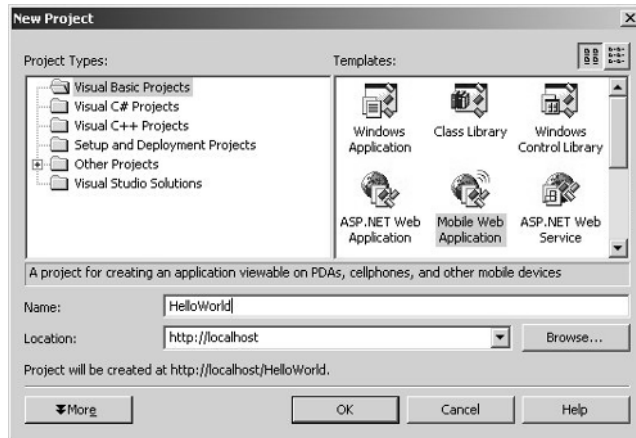 New Project
Project Types:
Templates:
Visual Basic Projects
Visual C# Projects
Visual C++ Projects
Setup and Deployment Projects
Other Projects
Visual Studio Solutions
Windows
Application
Class Library
Windows
Control Library
ASP.NET Web
Application
Mobile Web
Application
ASP.NET Web
Service
A project for creating an application viewable on PDAs, cellphones, and other mobile devices
Name:
HelloWorld
Location:
http://localhost
Browse...
Project will be created at http://localhost/HelloWorld.
More
OK
Cancel
Help